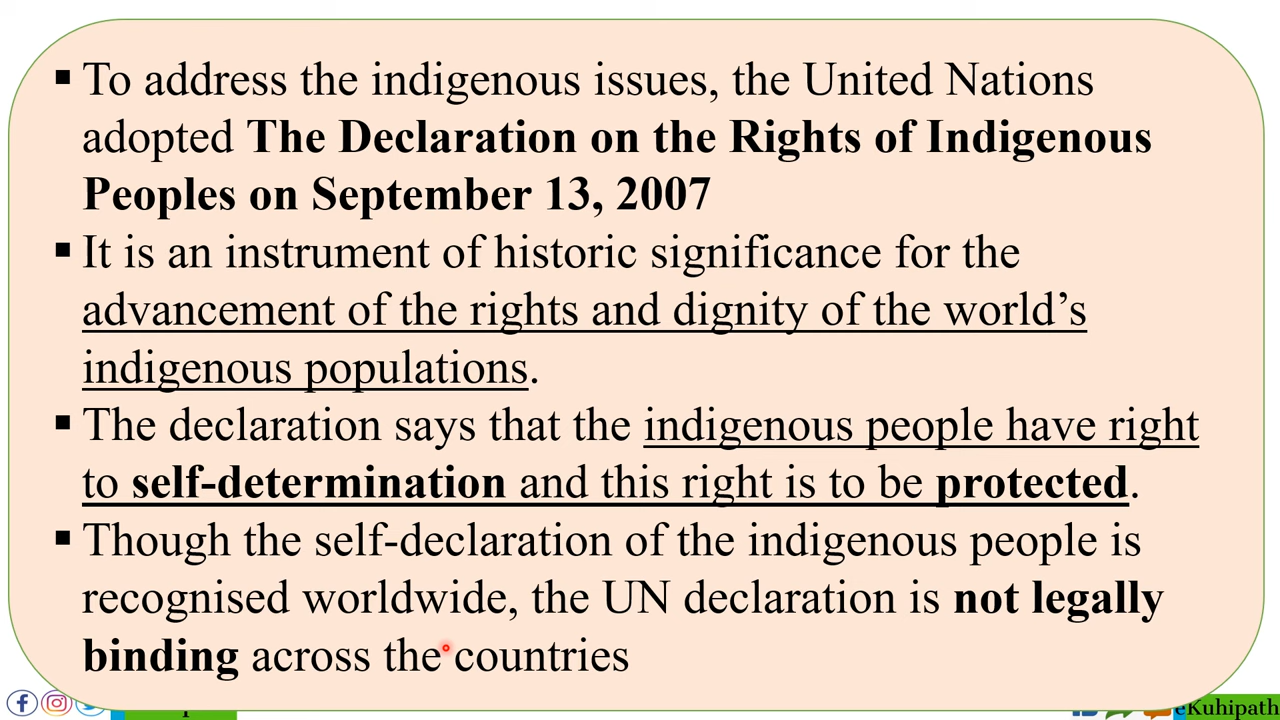 ▪ To address the indigenous issues, the United Nations
adopted The Declaration on the Rights of Indigenous
Peoples on September 13, 2007
▪ It is an instrument of historic significance for the
advancement of the rights and dignity of the world’s
indigenous populations.
▪ The declaration says that the indigenous people have right
to self-determination and this right is to be protected.
▪ Though the self-declaration of the indigenous people is
recognised worldwide, the UN declaration is not legally
binding across the countries
eKuhipath